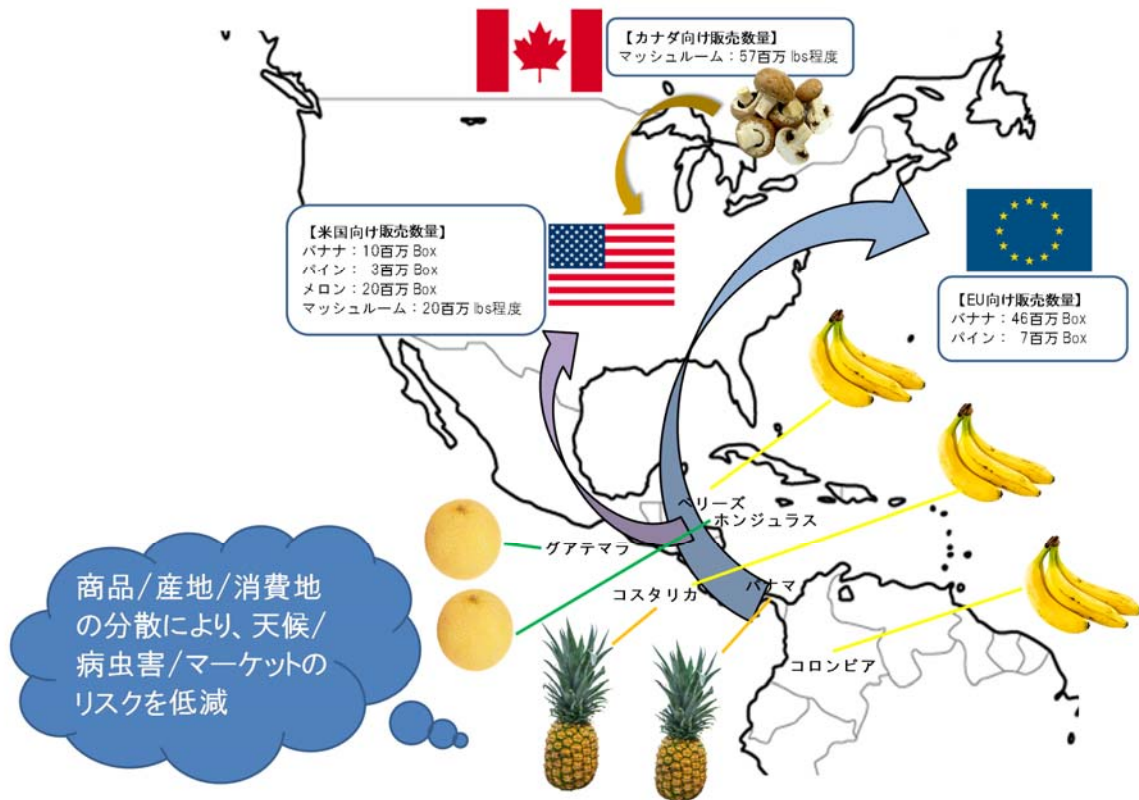 【カナダ向け販売数量】
マッシュルーム：57百万 lbs程度
【米国向け販売数量】
バナナ：10百万 Box
パイン： 3百万 Box
メロン：20百万 Box
マッシュルーム：20百万 lbs程度
【EU向け販売数量】
バナナ：46百万 Box
パイン： 7百万 Box
ベリーズ
ホンジュラス
グアテマラ
コスタリカ
パナマ
コロンビア
商品/産地/消費地
の分散により、天候/
病虫害/マーケットの
リスクを低減